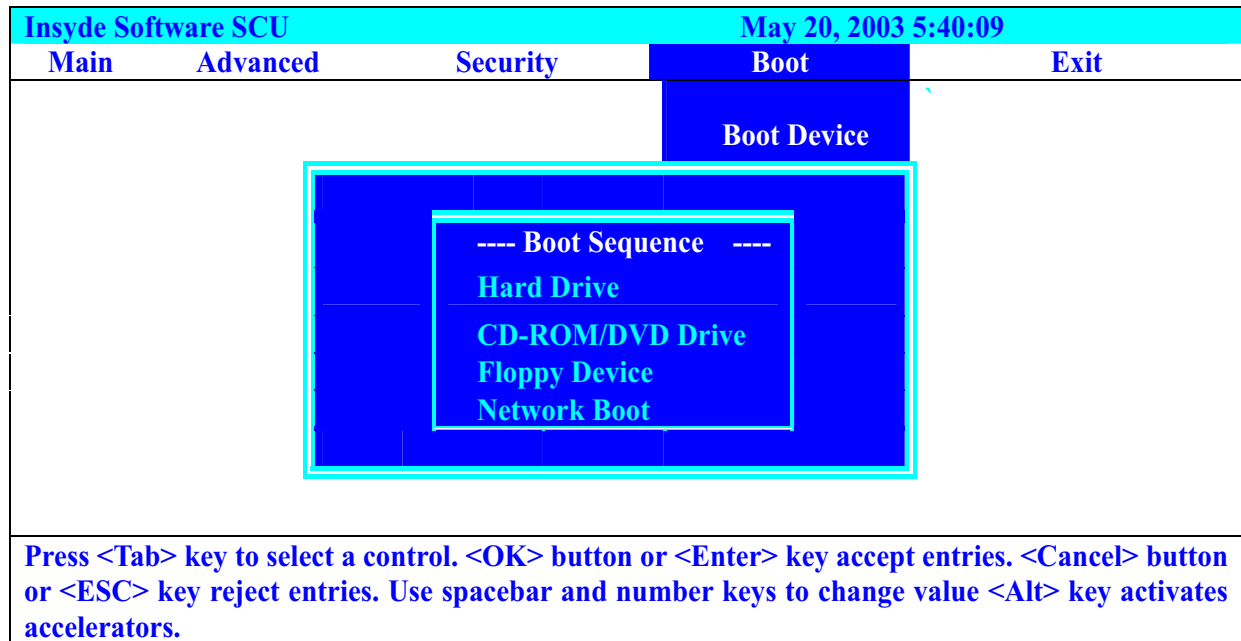 Insyde Software SCU May 20, 2003 5:40:09
Main Advanced Security Boot Exit
`
Boot Device
---- Boot Sequence ----
Hard Drive
CD-ROM/DVD Drive
Floppy Device
Network Boot
Press <Tab> key to select a control. <OK> button or <Enter> key accept entries. <Cancel> button
or <ESC> key reject entries. Use spacebar and number keys to change value <Alt> key activates
accelerators.